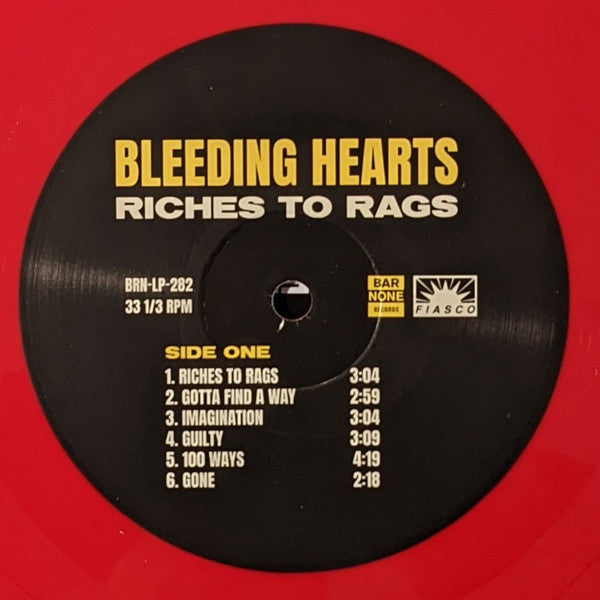 BLEEDING HEARTS
RICHES TO RAGS
BRN-LP-282
33 1/3 RPM
BAR
NONE
RECORDS
FIASCO
SIDE ONE
1. RICHES TO RAGS 3:04
2. GOTTA FIND A WAY 2:59
3. IMAGINATION 3:04
4. GUILTY 3:09
5. 100 WAYS 4:19
6. GONE 2:18